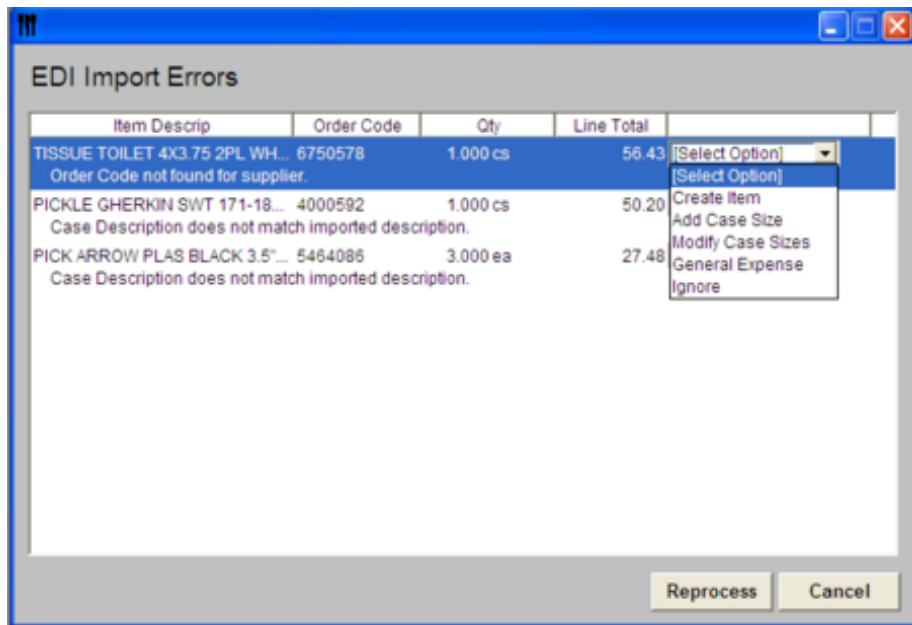 EDI Import Errors
Item Descrip Order Code Qty Line Total
TISSUE TOILET 4X3.75 2PL WH... 6750578 1.000 cs 56.43 [Select Option]
Order Code not found for supplier. [Select Option]
PICKLE GHERKIN SWT 171-18... 4000592 1.000 cs 50.20 Create Item
Case Description does not match imported description. Add Case Size
PICK ARROW PLAS BLACK 3.5"... 5464086 3.000 ea 27.48 Modify Case Sizes
Case Description does not match imported description. General Expense
Ignore
Reprocess Cancel